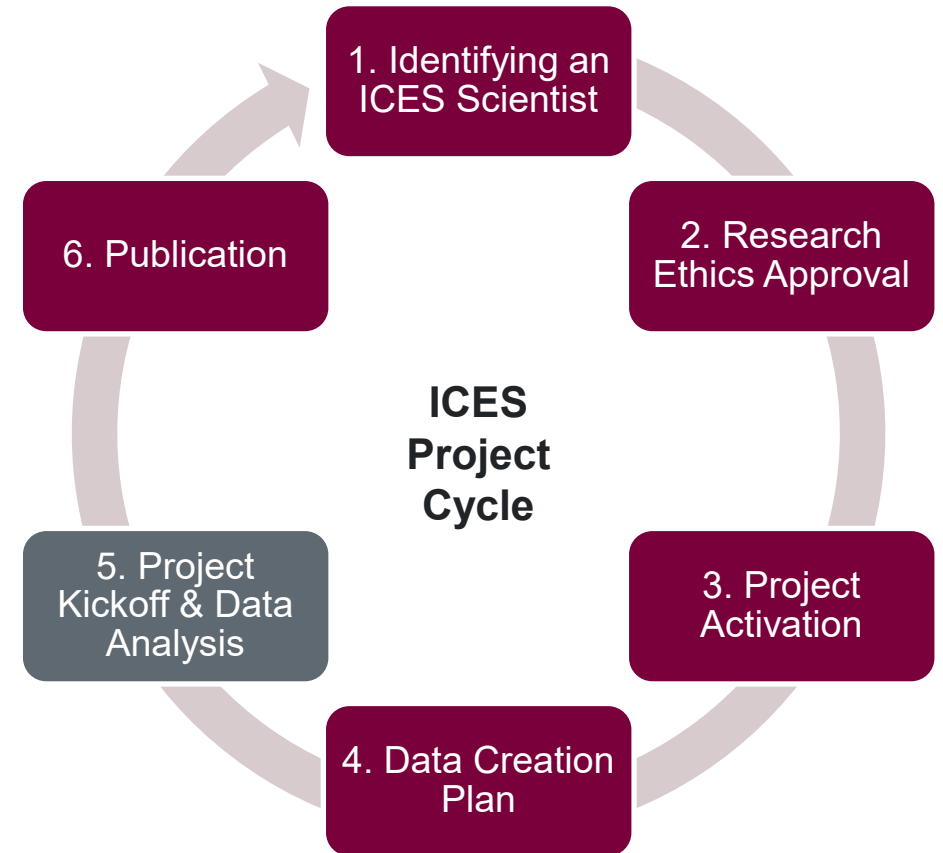 1. Identifying an
ICES Scientist
2. Research
Ethics Approval
3. Project
Activation
4. Data Creation
Plan
5. Project
Kickoff & Data
Analysis
6. Publication
ICES
Project
Cycle